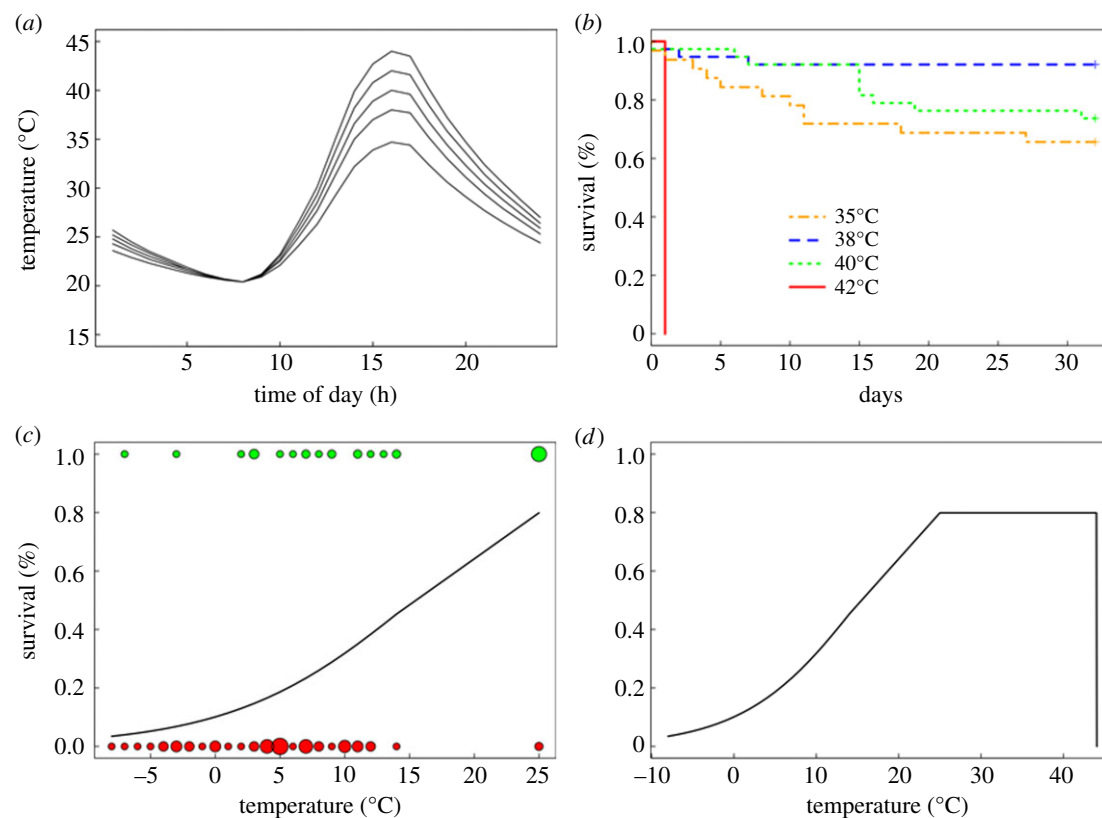 (a)
45
40
35
30
25
20
15
temperature (°C)
5 10 15 20
time of day (h)
(b)
1.0
0.8
0.6
0.4
0.2
0
survival (%)
35°C
38°C
40°C
42°C
0 5 10 15 20 25 30
days
(c)
1.0
0.8
0.6
0.4
0.2
0.0
survival (%)
−5 0 5 10 15 20 25
temperature (°C)
(d)
1.0
0.8
0.6
0.4
0.2
0
−10 0 10 20 30 40
temperature (°C)